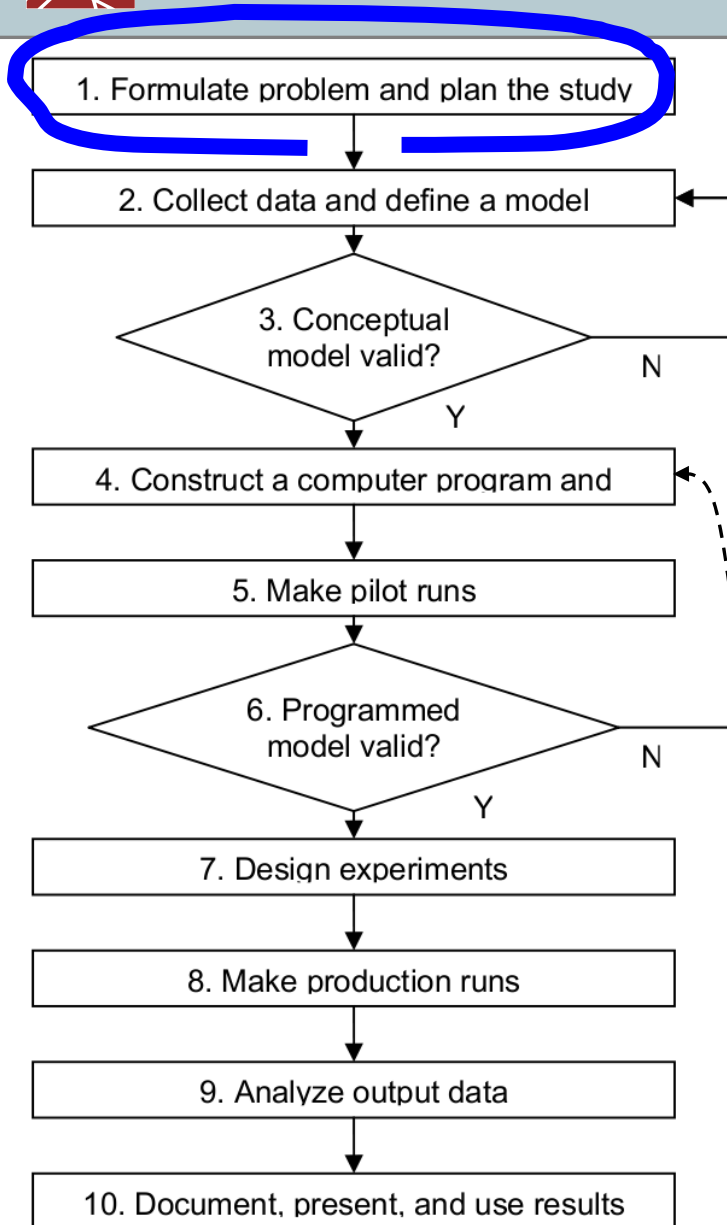 1. Formulate problem and plan the study
2. Collect data and define a model
3. Conceptual
model valid?
N
Y
4. Construct a computer program and
5. Make pilot runs
6. Programmed
model valid?
N
Y
7. Design experiments
8. Make production runs
9. Analyze output data
10. Document, present, and use results